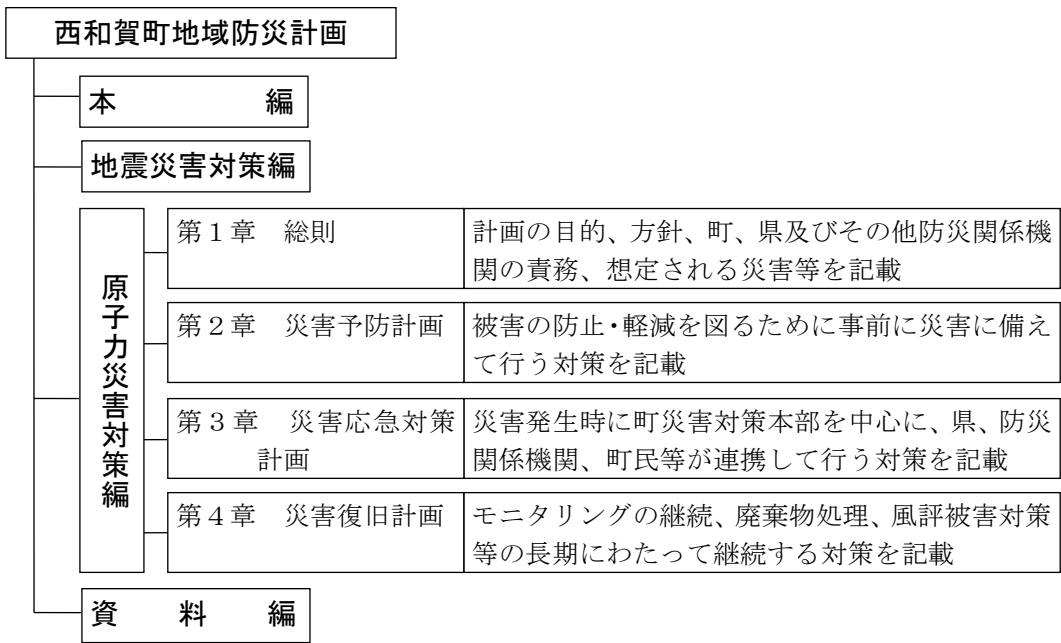 西和賀町地域防災計画
本　　　　編
地震災害対策編
原子力災害対策編
第１章　総則
計画の目的、方針、町、県及びその他防災関係機
関の責務、想定される災害等を記載
第２章　災害予防計画
被害の防止・軽減を図るために事前に災害に備え
て行う対策を記載
第３章　災害応急対策
計画
災害発生時に町災害対策本部を中心に、県、防災
関係機関、町民等が連携して行う対策を記載
第４章　災害復旧計画
モニタリングの継続、廃棄物処理、風評被害対策
等の長期にわたって継続する対策を記載
資　料　編